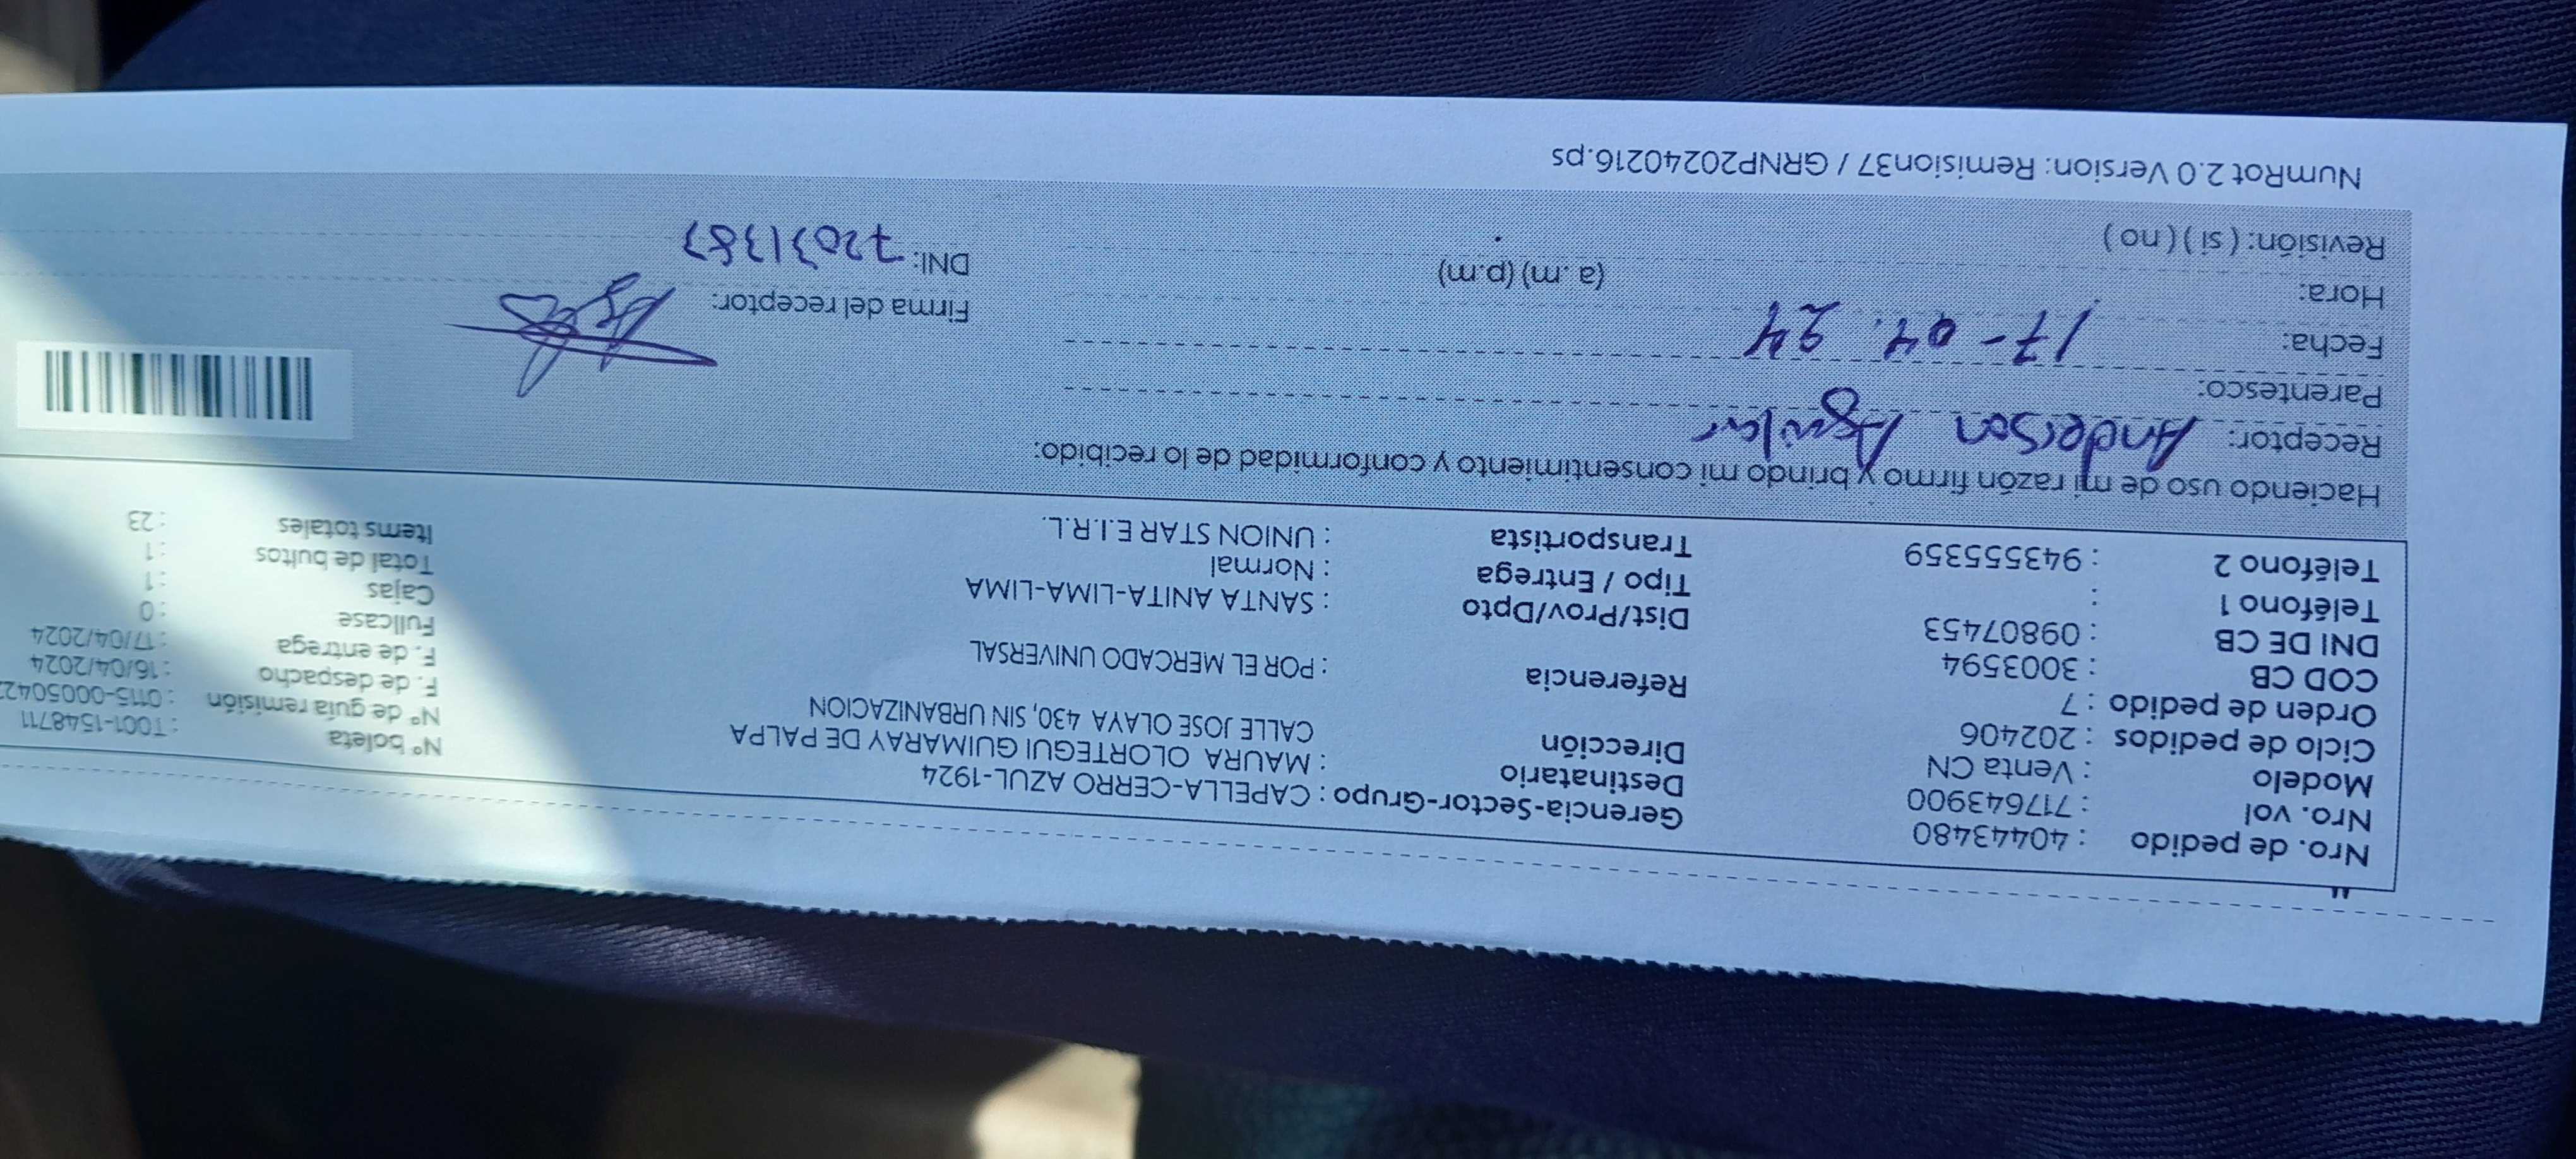 Nro. de pedido : 40443480
Nro. vol : 717643900
Modelo : Venta CN
Ciclo de pedidos : 202406
Orden de pedido : 7
COD CB : 3003594
DNI DE CB : 09807453
Teléfono 1 :
Teléfono 2 : 943555359
Gerencia-Sector-Grupo : CAPELLA-CERRO AZUL-1924
Destinatario : MAURA OLORTEGUI GUIMARAY DE PALPA
Dirección CALLE JOSE OLAYA 430, SIN URBANIZACION
Referencia : POR EL MERCADO UNIVERSAL
Dist/Prov/Dpto : SANTA ANITA-LIMA-LIMA
Tipo / Entrega : Normal
Transportista : UNION STAR E.I.R.L.
N° boleta : T001-1548711
N° de guía remisión : 0115-0005042
F. de despacho : 16/04/2024
F. de entrega : 17/04/2024
Fullcase : 0
Cajas : 1
Total de bultos : 1
Items totales : 23
Haciendo uso de mi razón firmo y brindo mi consentimiento y conformidad de lo recibido:
Receptor: Anderson Aguilar
Parentesco:
Fecha: 17-04.24
Hora: (a.m) (p.m)
Revisión: ( si ) ( no )
Firma del receptor:
DNI: 72031387
NumRot 2.0 Version: Remision37 / GRNP20240216.ps